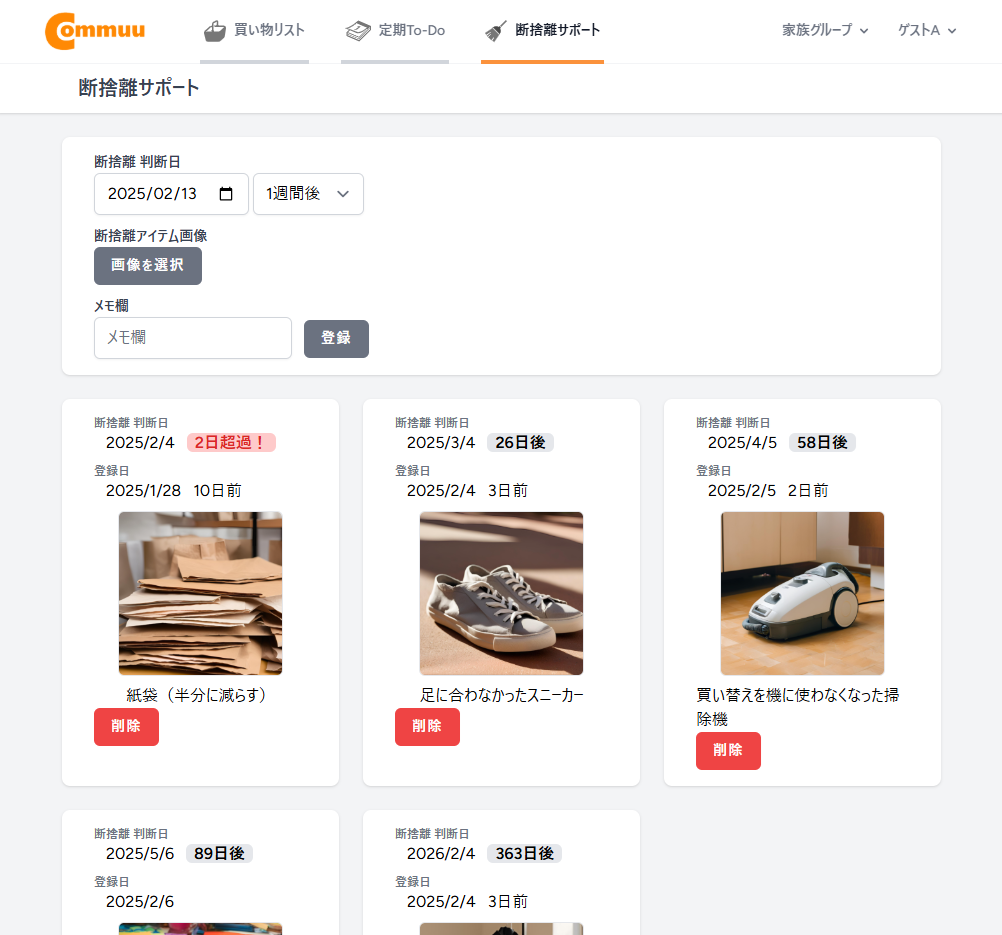 Commuu
買い物リスト
定期To-Do
断捨離サポート
家族グループ
ゲストA
断捨離サポート
断捨離 判断日
2025/02/13
1週間後
断捨離アイテム画像
画像を選択
メモ欄
メモ欄
登録
断捨離 判断日
2025/2/4 2日超過！
登録日
2025/1/28 10日前
紙袋（半分に減らす）
削除
断捨離 判断日
2025/3/4 26日後
登録日
2025/2/4 3日前
足に合わなかったスニーカー
削除
断捨離 判断日
2025/4/5 58日後
登録日
2025/2/5 2日前
買い替えを機に使わなくなった掃
除機
削除
断捨離 判断日
2025/5/6 89日後
登録日
2025/2/6
断捨離 判断日
2026/2/4 363日後
登録日
2025/2/4 3日前